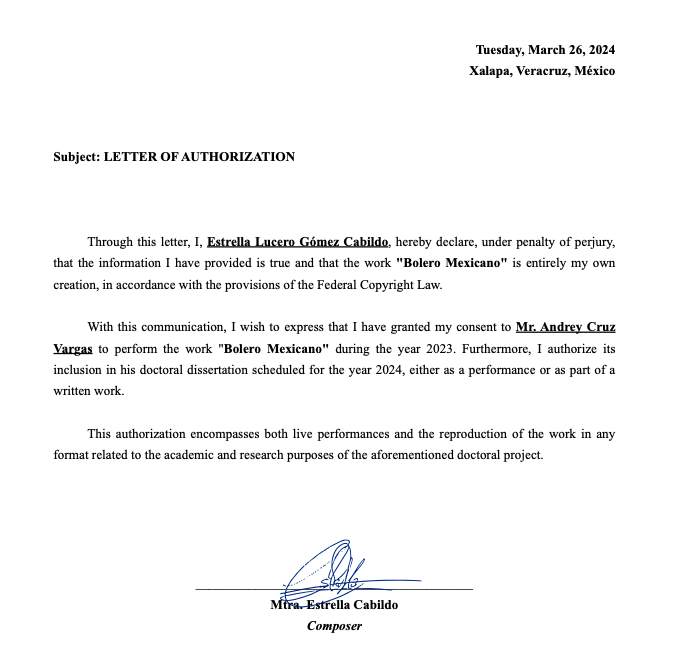 Tuesday, March 26, 2024
Xalapa, Veracruz, México
Subject: LETTER OF AUTHORIZATION
Through this letter, I, Estrella Lucero Gómez Cabildo, hereby declare, under penalty of perjury,
that the information I have provided is true and that the work "Bolero Mexicano" is entirely my own
creation, in accordance with the provisions of the Federal Copyright Law.
With this communication, I wish to express that I have granted my consent to Mr. Andrey Cruz
Vargas to perform the work "Bolero Mexicano" during the year 2023. Furthermore, I authorize its
inclusion in his doctoral dissertation scheduled for the year 2024, either as a performance or as part of a
written work.
This authorization encompasses both live performances and the reproduction of the work in any
format related to the academic and research purposes of the aforementioned doctoral project.
Mtra. Estrella Cabildo
Composer